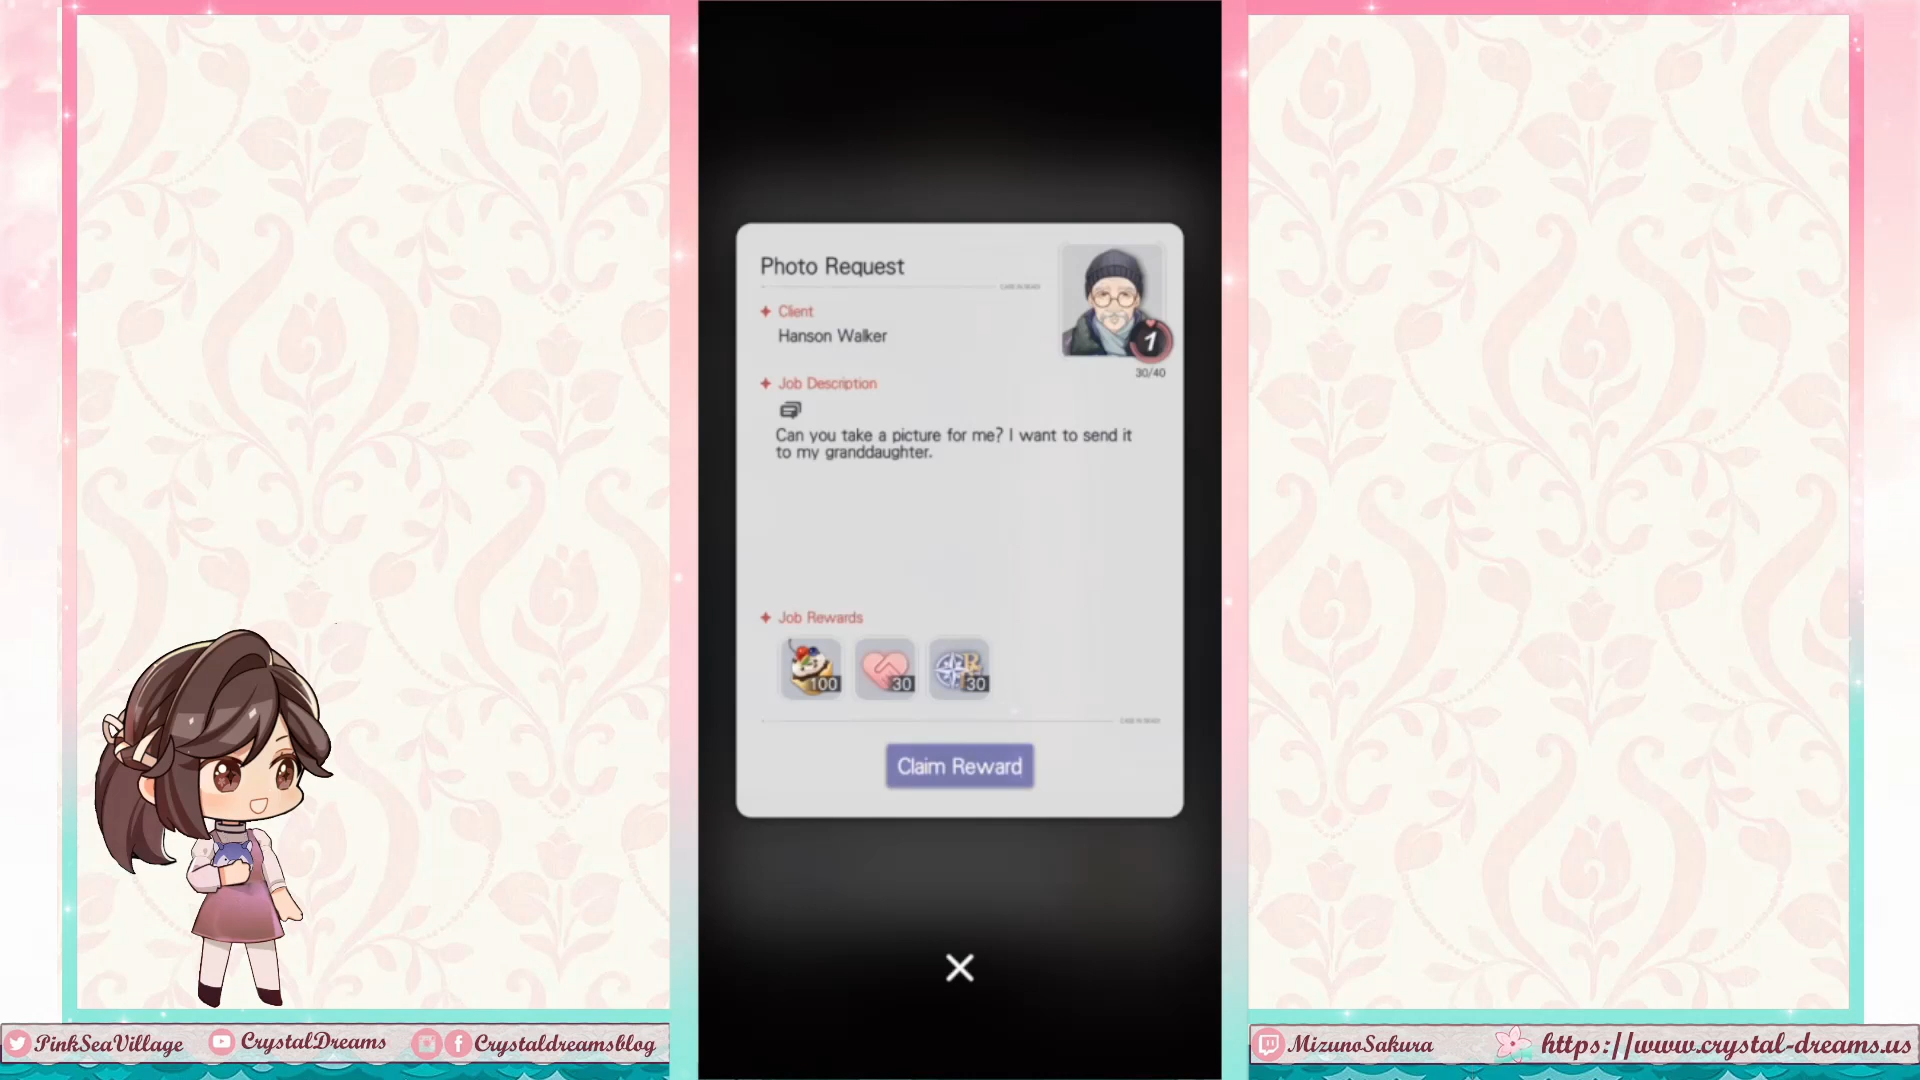 Photo Request
Client
Hanson Walker
1
30/40
Job Description
Can you take a picture for me? I want to send it
to my granddaughter.
Job Rewards
100
30
30
Claim Reward
PinkSeaVillage
CrystalDreams
Crystaldreamsblog
MizunoSakura
https://www.crystal-dreams.us